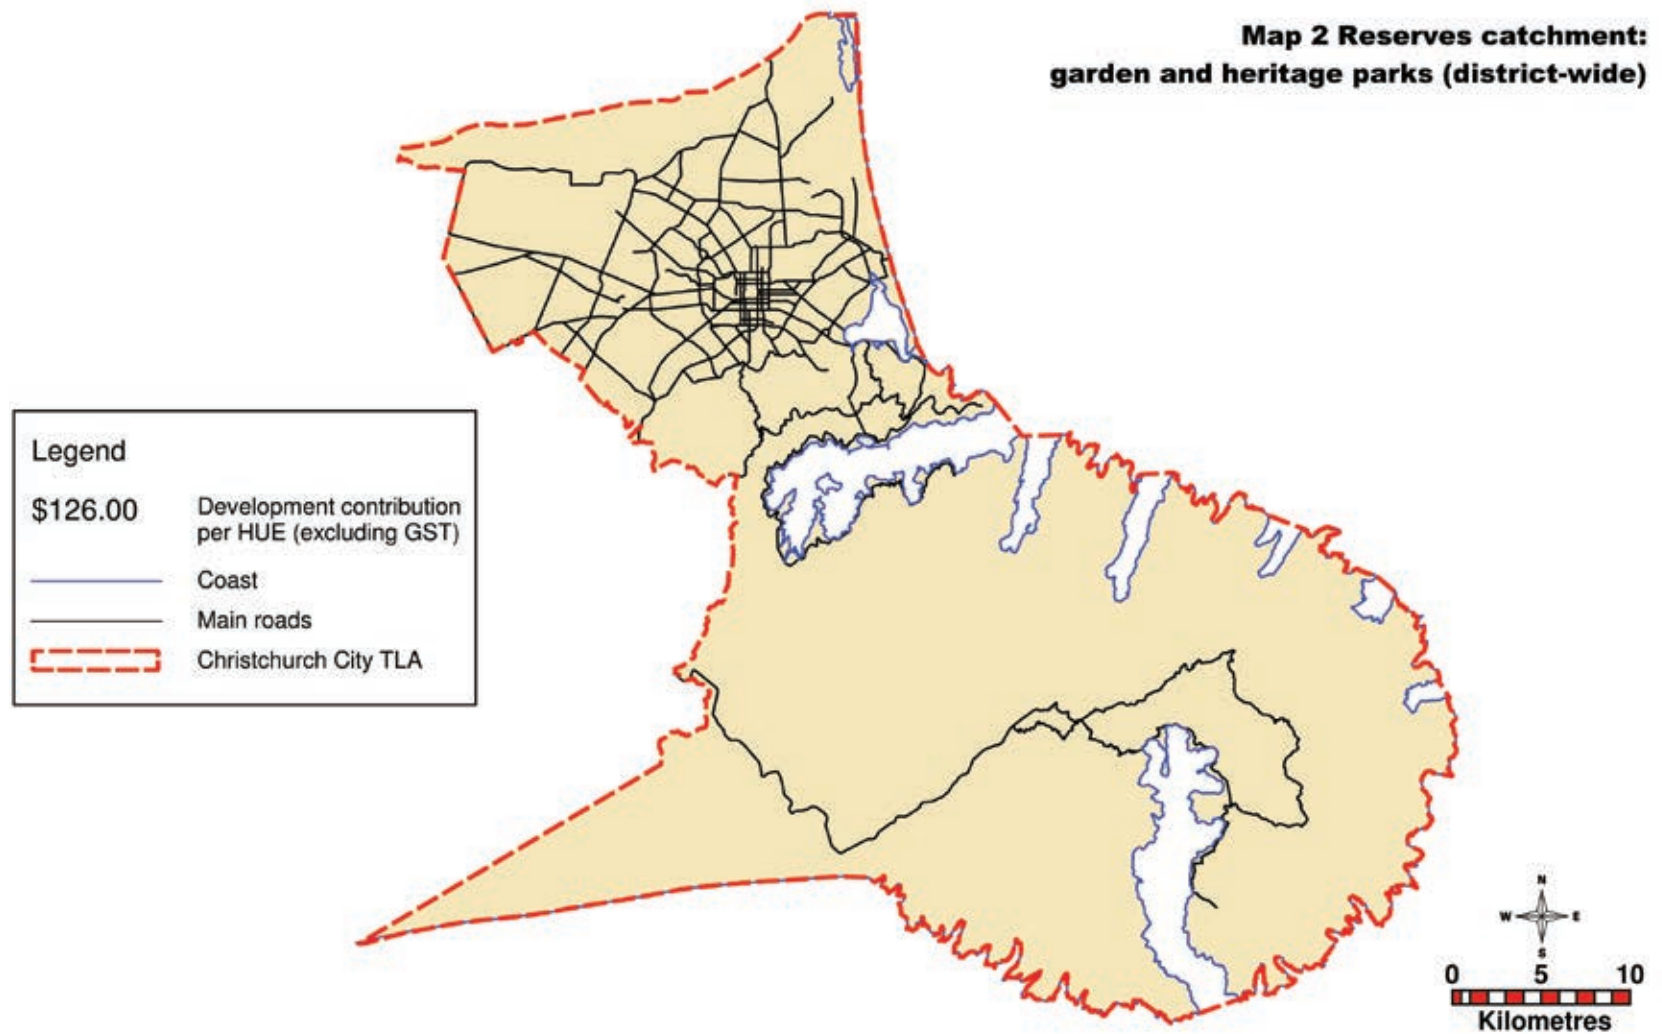 Map 2 Reserves catchment:
garden and heritage parks (district-wide)
Legend
$126.00 Development contribution
per HUE (excluding GST)
Coast
Main roads
Christchurch City TLA
N
W E
S
0 5 10
Kilometres